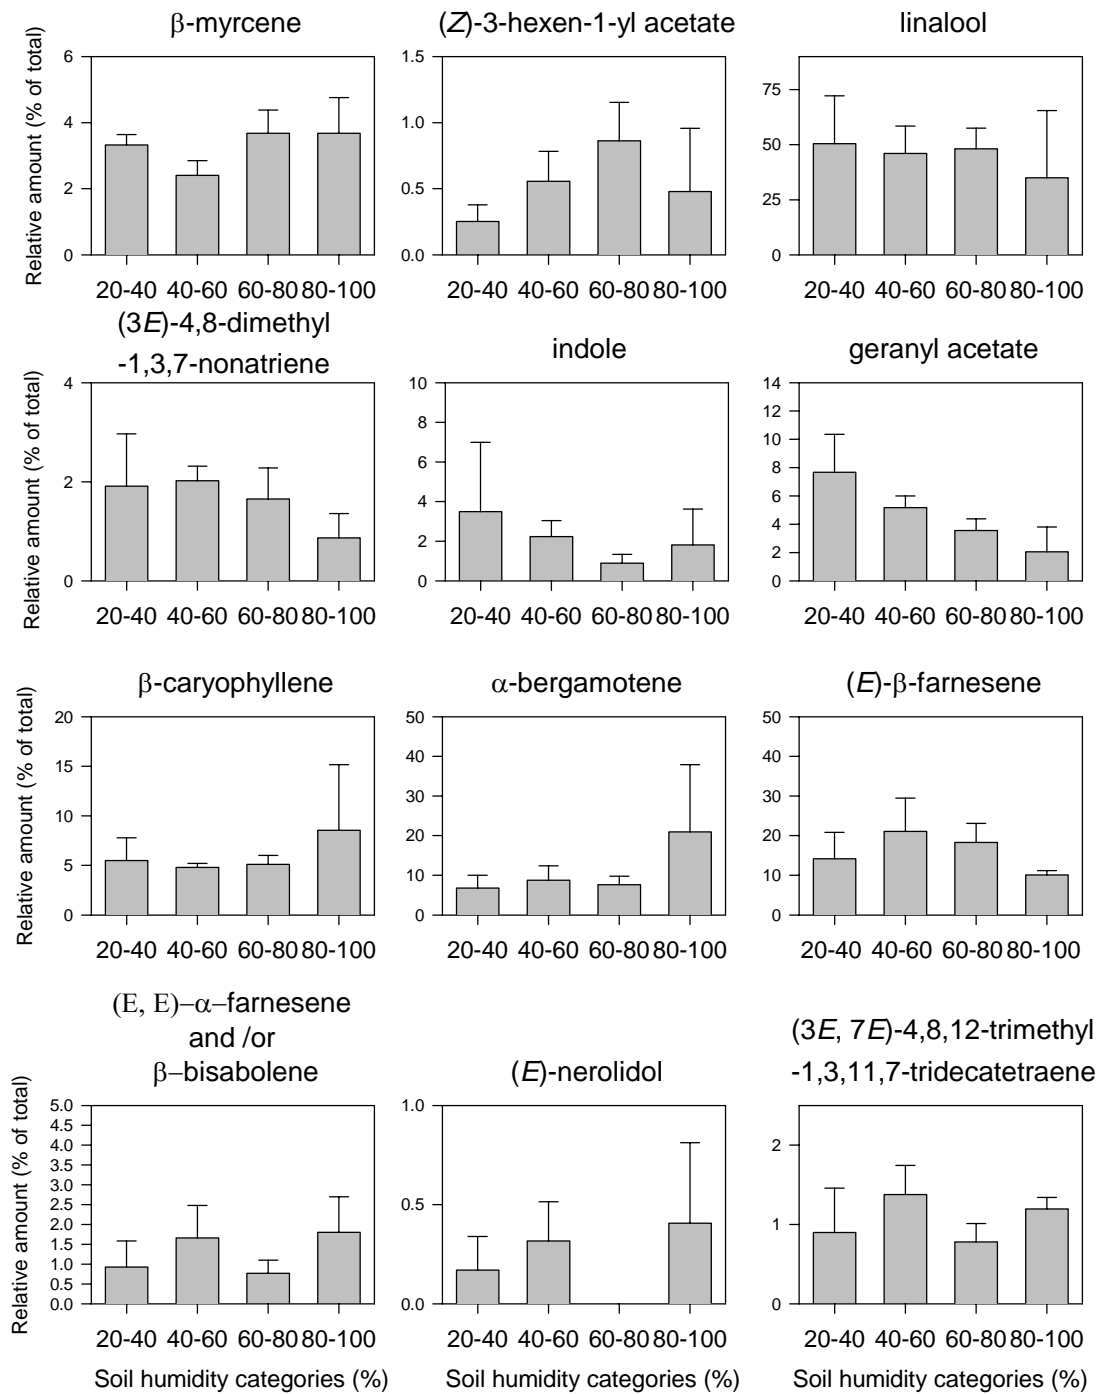 β-myrcene
(Z)-3-hexen-1-yl acetate
linalool
Relative amount (% of total)
6
4
2
0
1.5
1.0
0.5
0.0
75
50
25
0
20-40 40-60 60-80 80-100
20-40 40-60 60-80 80-100
20-40 40-60 60-80 80-100
(3E)-4,8-dimethyl
-1,3,7-nonatriene
indole
geranyl acetate
Relative amount (% of total)
4
2
0
10
8
6
4
2
0
14
12
10
8
6
4
2
0
20-40 40-60 60-80 80-100
20-40 40-60 60-80 80-100
20-40 40-60 60-80 80-100
β-caryophyllene
α-bergamotene
(E)-β-farnesene
Relative amount (% of total)
20
15
10
5
0
50
40
30
20
10
0
50
40
30
20
10
0
20-40 40-60 60-80 80-100
20-40 40-60 60-80 80-100
20-40 40-60 60-80 80-100
(E, E)–α–farnesene
and /or
β–bisabolene
(E)-nerolidol
(3E, 7E)-4,8,12-trimethyl
-1,3,11,7-tridecatetraene
Relative amount (% of total)
5.0
4.5
4.0
3.5
3.0
2.5
2.0
1.5
1.0
0.5
0.0
1.0
0.5
0.0
2
1
0
20-40 40-60 60-80 80-100
20-40 40-60 60-80 80-100
20-40 40-60 60-80 80-100
Soil humidity categories (%)
Soil humidity categories (%)
Soil humidity categories (%)